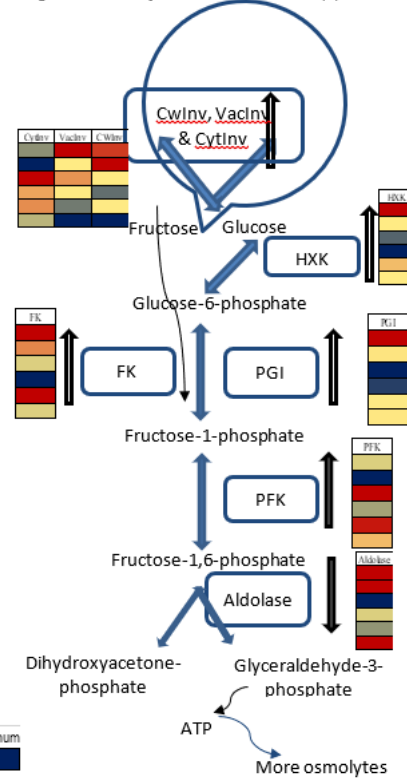 CwInv, VacInv
& CytInv
CytInv VacInv CWInv
Fructose Glucose
HXK
HXK
Glucose-6-phosphate
FK
FK
PGI
PGI
Fructose-1-phosphate
PFK
PFK
Fructose-1,6-phosphate
Aldolase
Aldolase
Dihydroxyacetone-
phosphate
Glyceraldehyde-3-
phosphate
ATP
More osmolytes